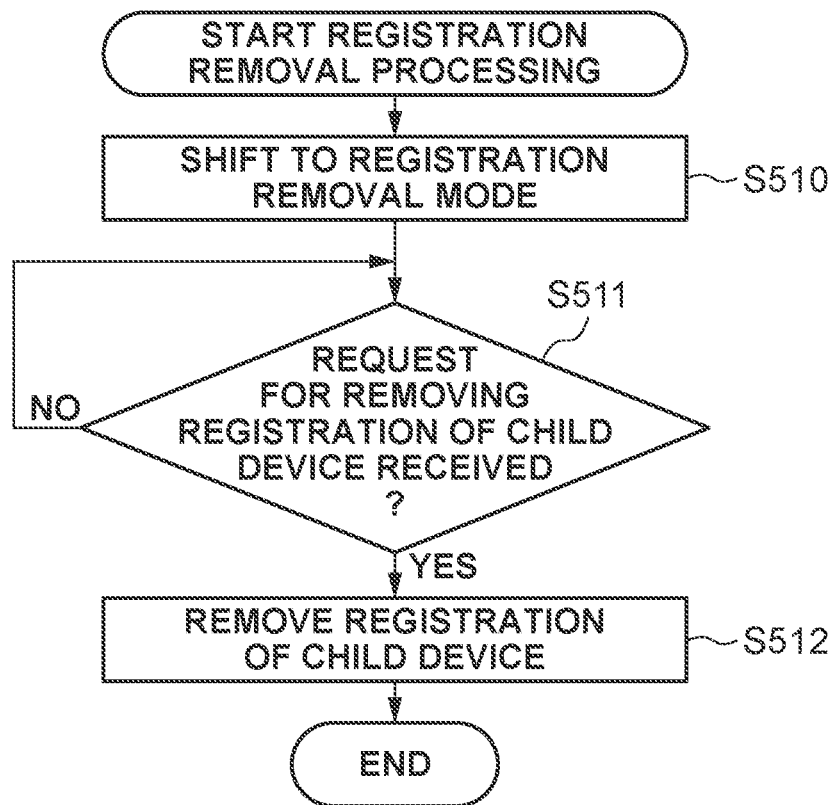 START REGISTRATION
REMOVAL PROCESSING
SHIFT TO REGISTRATION
REMOVAL MODE
S510
S511
REQUEST
FOR REMOVING
REGISTRATION OF CHILD
DEVICE RECEIVED
?
NO
YES
REMOVE REGISTRATION
OF CHILD DEVICE
S512
END